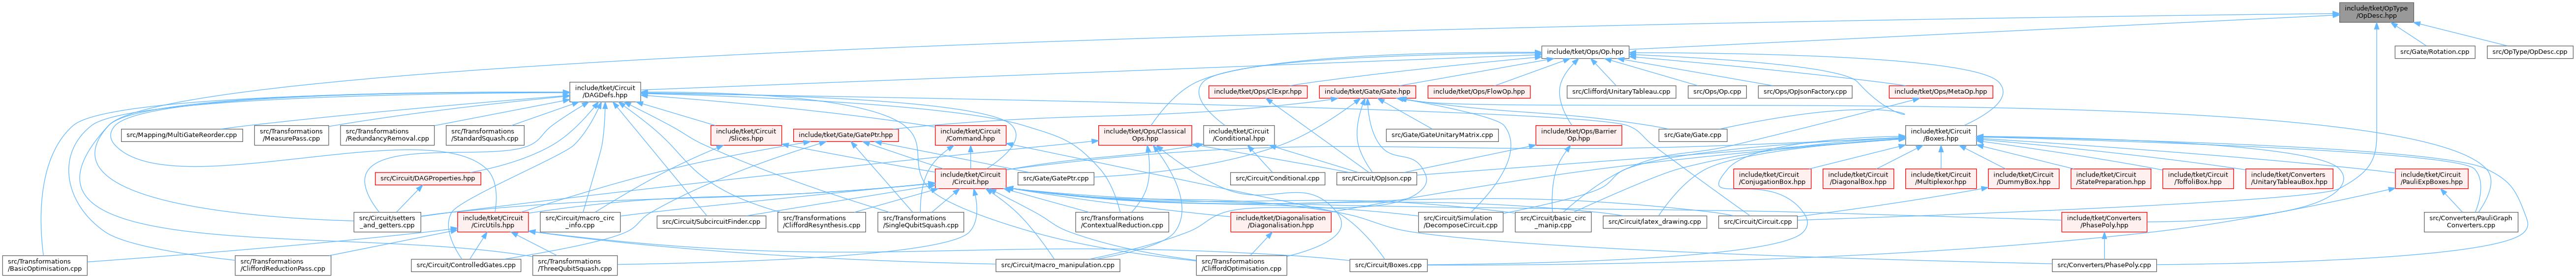 include/tket/OpType
/OpDesc.hpp
include/tket/Ops/Op.hpp
src/Gate/Rotation.cpp
src/OpType/OpDesc.cpp
include/tket/Circuit
/DAGDefs.hpp
include/tket/Ops/ClExpr.hpp
include/tket/Gate/Gate.hpp
include/tket/Ops/FlowOp.hpp
src/Clifford/UnitaryTableau.cpp
src/Ops/Op.cpp
src/Ops/OpJsonFactory.cpp
include/tket/Ops/MetaOp.hpp
src/Mapping/MultiGateReorder.cpp
src/Transformations
/MeasurePass.cpp
src/Transformations
/RedundancyRemoval.cpp
src/Transformations
/StandardSquash.cpp
include/tket/Circuit
/Slices.hpp
include/tket/Gate/GatePtr.hpp
include/tket/Circuit
/Command.hpp
include/tket/Ops/Classical
Ops.hpp
include/tket/Circuit
/Conditional.hpp
src/Gate/GateUnitaryMatrix.cpp
include/tket/Ops/Barrier
Op.hpp
src/Gate/Gate.cpp
include/tket/Circuit
/Boxes.hpp
src/Circuit/DAGProperties.hpp
include/tket/Circuit
/Circuit.hpp
src/Gate/GatePtr.cpp
src/Circuit/Conditional.cpp
src/Circuit/OpJson.cpp
include/tket/Circuit
/ConjugationBox.hpp
include/tket/Circuit
/DiagonalBox.hpp
include/tket/Circuit
/Multiplexor.hpp
include/tket/Circuit
/DummyBox.hpp
include/tket/Circuit
/StatePreparation.hpp
include/tket/Circuit
/ToffoliBox.hpp
include/tket/Converters
/UnitaryTableauBox.hpp
include/tket/Circuit
/PauliExpBoxes.hpp
src/Circuit/setters
_and_getters.cpp
include/tket/Circuit
/CircUtils.hpp
src/Circuit/macro_circ
_info.cpp
src/Circuit/SubcircuitFinder.cpp
src/Transformations
/CliffordResynthesis.cpp
src/Transformations
/SingleQubitSquash.cpp
src/Transformations
/ContextualReduction.cpp
include/tket/Diagonalisation
/Diagonalisation.hpp
src/Circuit/Simulation
/DecomposeCircuit.cpp
src/Circuit/basic_circ
_manip.cpp
src/Circuit/latex_drawing.cpp
src/Circuit/Circuit.cpp
include/tket/Converters
/PhasePoly.hpp
src/Converters/PauliGraph
Converters.cpp
src/Transformations
/BasicOptimisation.cpp
src/Transformations
/CliffordReductionPass.cpp
src/Circuit/ControlledGates.cpp
src/Transformations
/ThreeQubitSquash.cpp
src/Circuit/macro_manipulation.cpp
src/Transformations
/CliffordOptimisation.cpp
src/Circuit/Boxes.cpp
src/Converters/PhasePoly.cpp